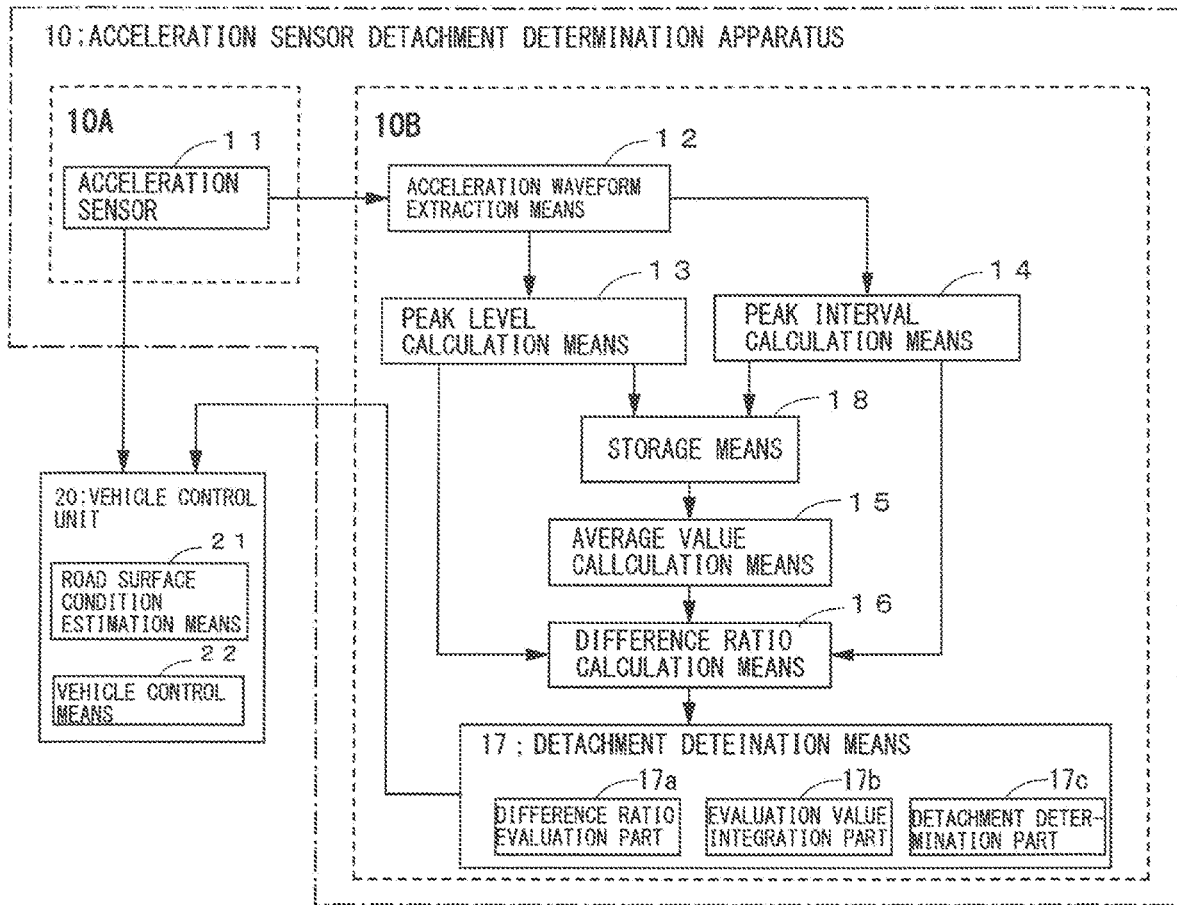 10:ACCELERATION SENSOR DETACHMENT DETERMINATION APPARATUS
10A
11
ACCELERATION
SENSOR
10B
12
ACCELERATION WAVEFORM
EXTRACTION MEANS
13
PEAK LEVEL
CALCULATION MEANS
14
PEAK INTERVAL
CALCULATION MEANS
18
STORAGE MEANS
15
AVERAGE VALUE
CALLCULATION MEANS
16
DIFFERENCE RATIO
CALCULATION MEANS
17:DETACHMENT DETEINATION MEANS
17a
DIFFERENCE RATIO
EVALUATION PART
17b
EVALUATION VALUE
INTEGRATION PART
17c
DETACHMENT DETER-
MINATION PART
20:VEHICLE CONTROL
UNIT
21
ROAD SURFACE
CONDITION
ESTIMATION MEANS
22
VEHICLE CONTROL
MEANS